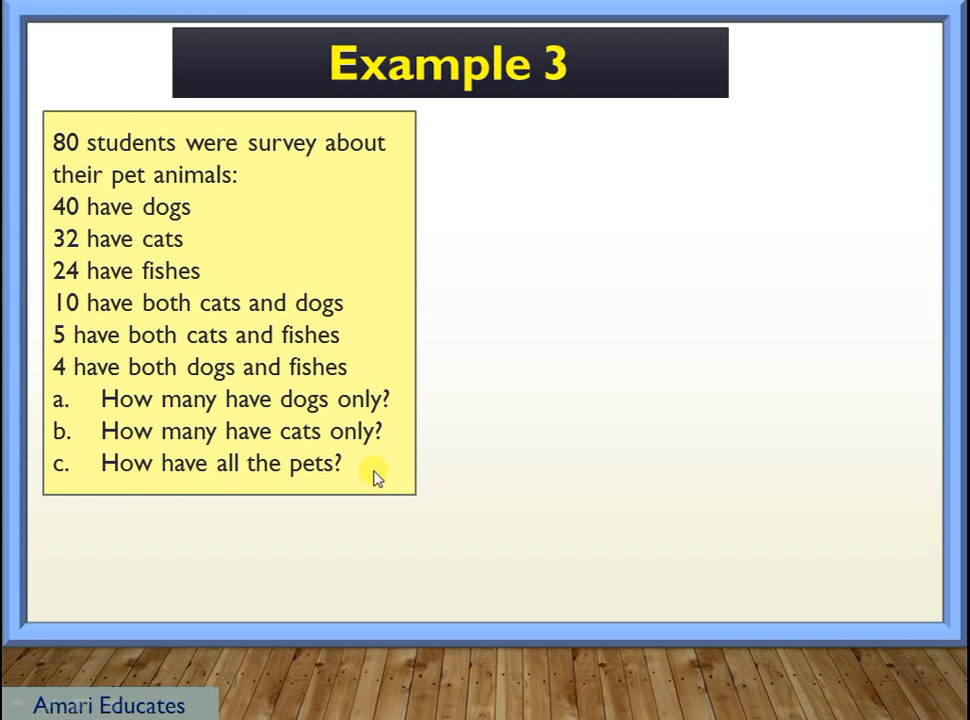 Example 3
80 students were survey about
their pet animals:
40 have dogs
32 have cats
24 have fishes
10 have both cats and dogs
5 have both cats and fishes
4 have both dogs and fishes
a. How many have dogs only?
b. How many have cats only?
c. How have all the pets?
Amari Educates